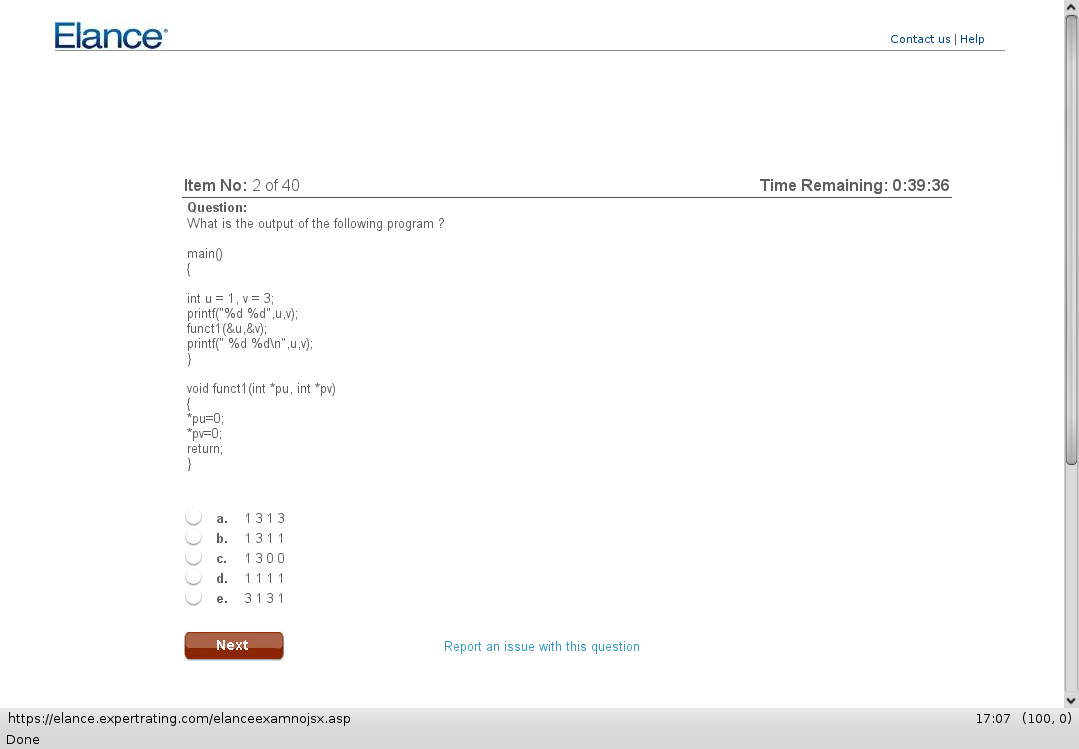 Elance
Contact us | Help
Item No: 2 of 40
Time Remaining: 0:39:36
Question:
What is the output of the following program ?
main()
{
int u = 1, v = 3;
printf("%d %d",u,v);
funct1(&u,&v);
printf(" %d %d\n",u,v);
}
void funct1(int *pu, int *pv)
{
*pu=0;
*pv=0;
return;
}
a. 1 3 1 3
b. 1 3 1 1
c. 1 3 0 0
d. 1 1 1 1
e. 3 1 3 1
Next
Report an issue with this question
https://elance.expertrating.com/elanceexamnojsx.asp
17:07 (100, 0)
Done